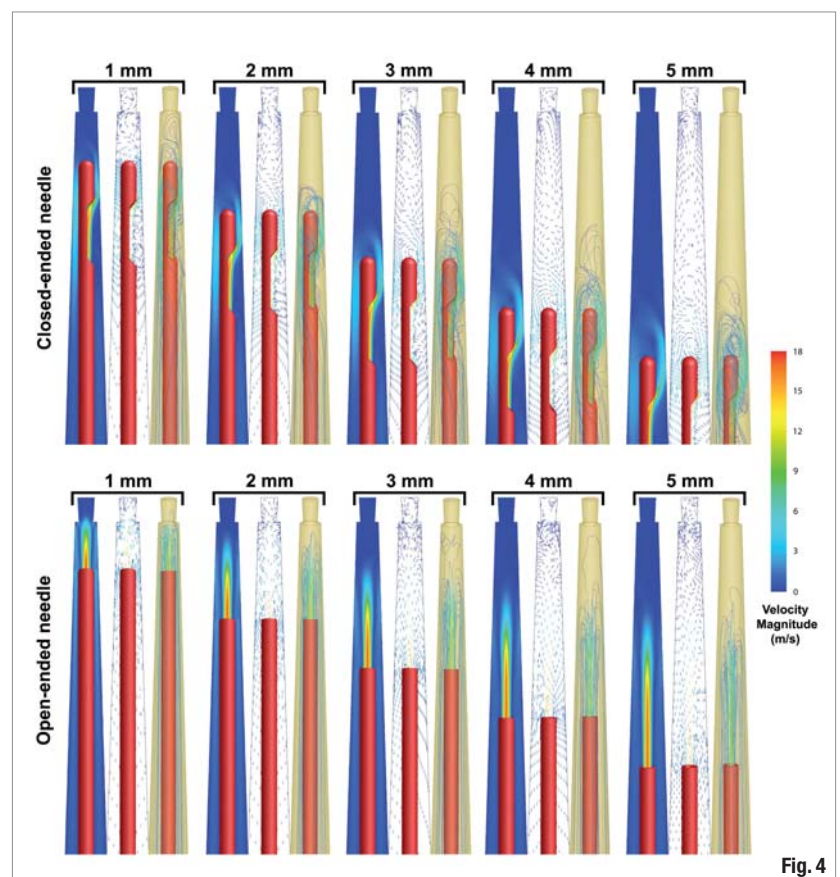 1 mm 2 mm 3 mm 4 mm 5 mm
Closed-ended needle
18
15
12
9
6
3
0
Velocity
Magnitude
(m/s)
1 mm 2 mm 3 mm 4 mm 5 mm
Open-ended needle
Fig. 4